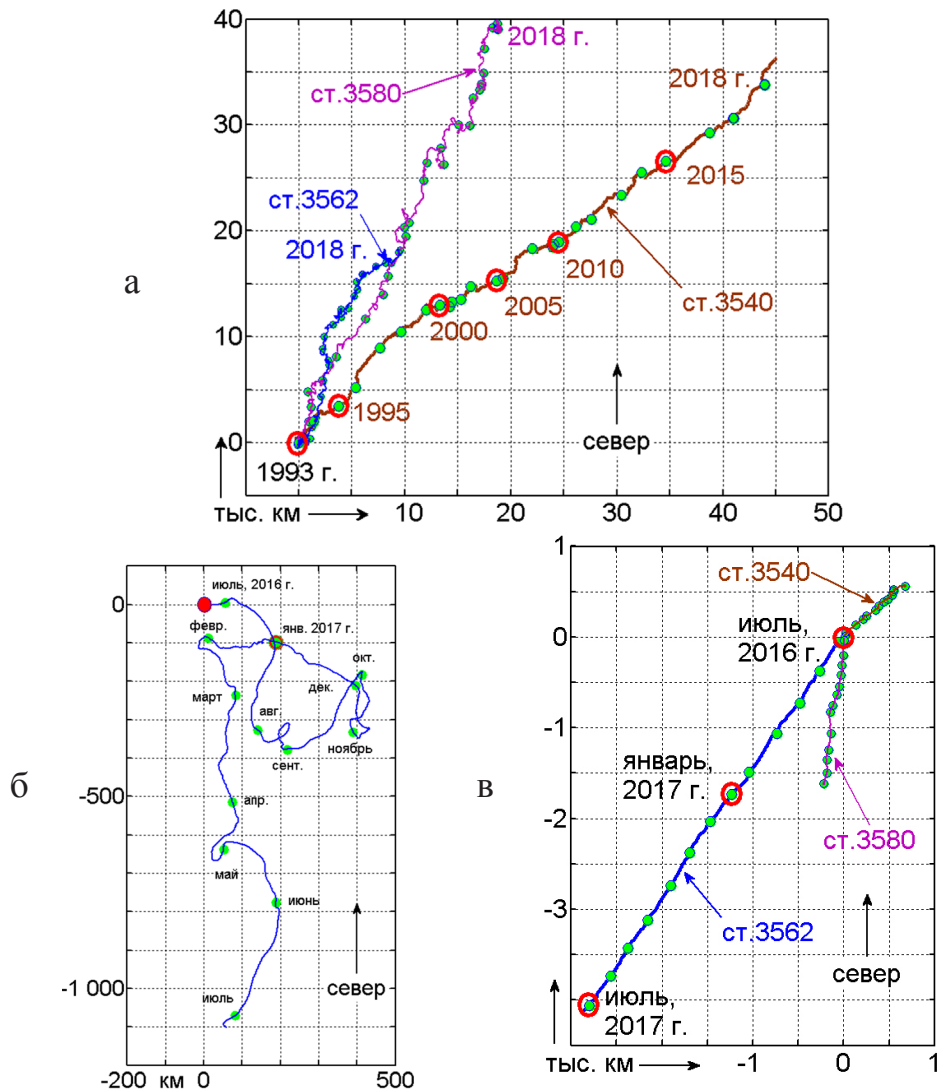 40
2018 г.
ст.3580
2018 г.
30
2015
ст.3562
20
2018 г.
2010
ст.3540
а
2005
2000
10
1995
север
0
1993 г.
тыс. км
10
20
30
40
50
июль, 2016 г.
0
февр.
янв. 2017 г.
окт.
дек.
март
авг.
сент.
ноябрь
б
-500
апр.
май
июнь
север
-1 000
июль
-200
км
0
500
1
ст.3540
0
июль,
2016 г.
-1
январь,
2017 г.
в
-2
ст.3580
-3
ст.3562
север
июль,
2017 г.
тыс. км
-1
0
1